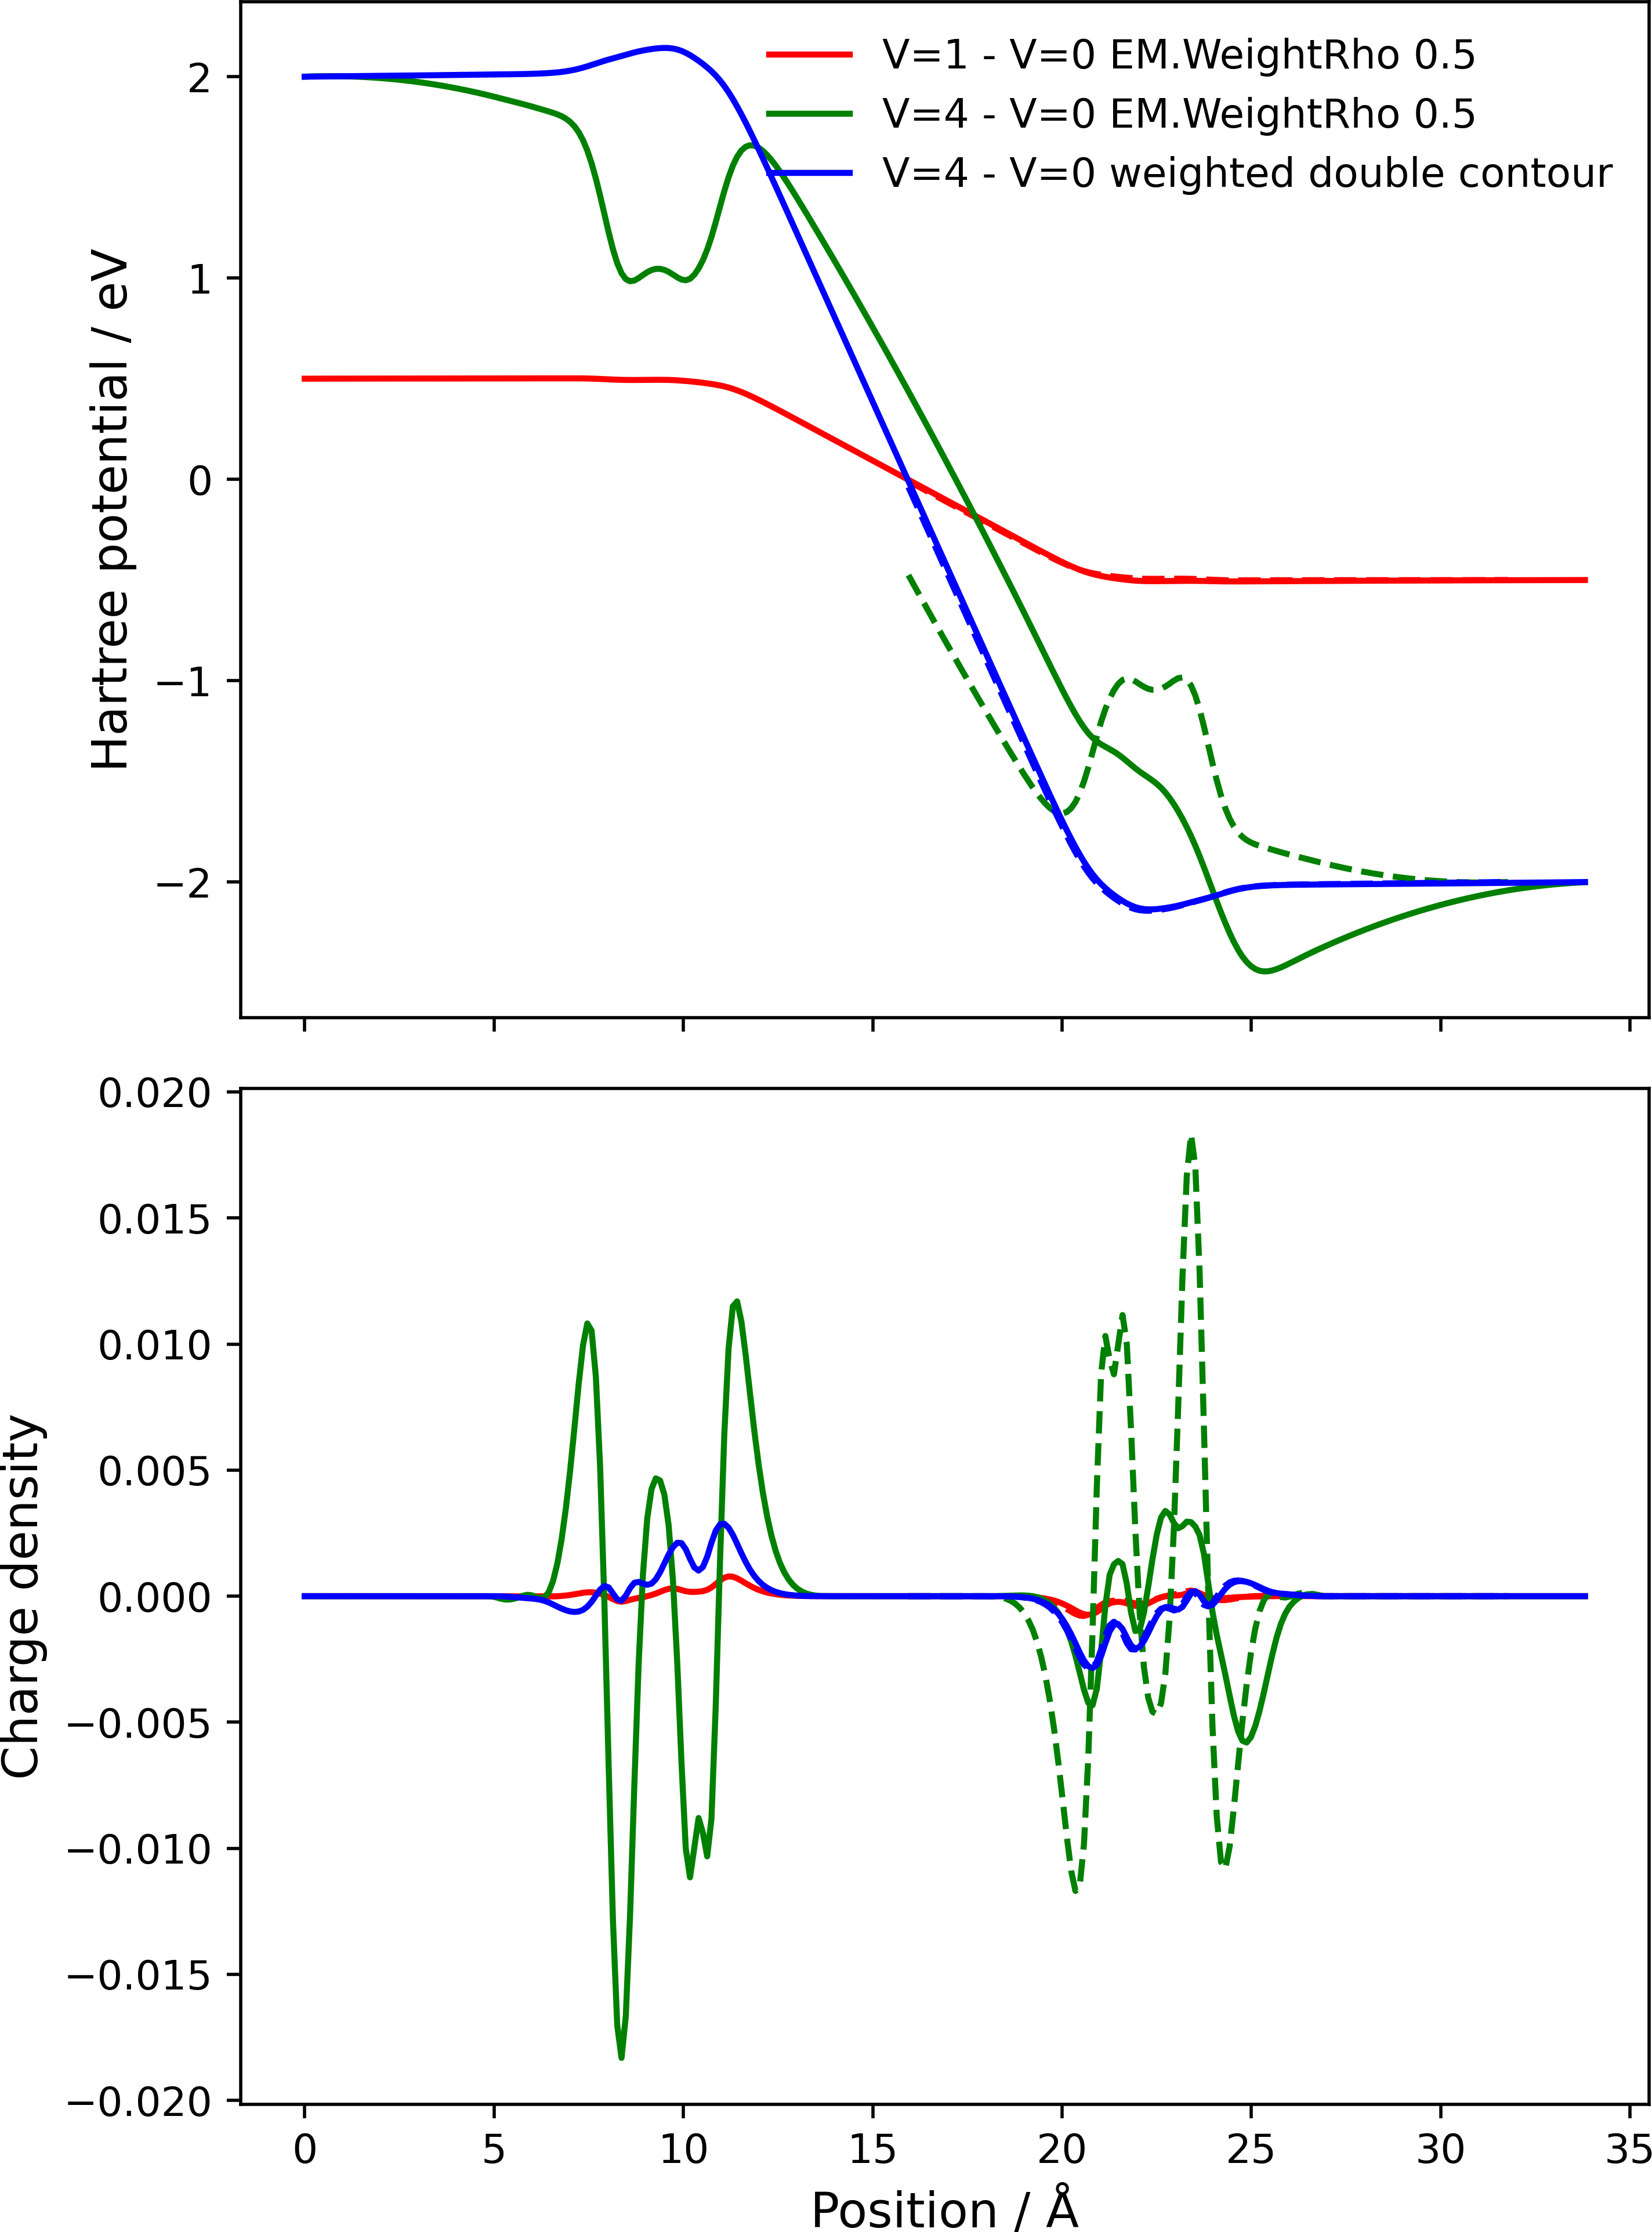 V=1 - V=0 EM.WeightRho 0.5
V=4 - V=0 EM.WeightRho 0.5
V=4 - V=0 weighted double contour
Hartree potential / eV
2
1
0
−1
−2
Charge density
0.020
0.015
0.010
0.005
0.000
−0.005
−0.010
−0.015
−0.020
0 5 10 15 20 25 30 35
Position / Å